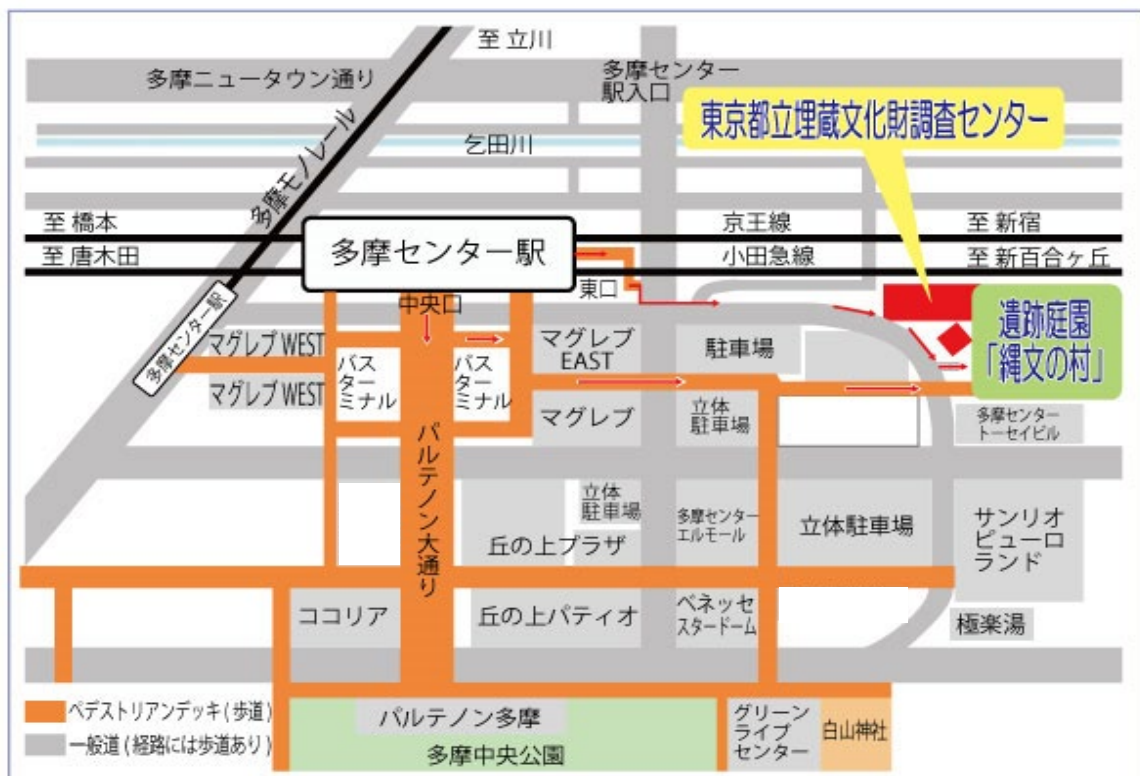 至 立川
多摩ニュータウン通り
多摩センター
駅入口
東京都立埋蔵文化財調査センター
乞田川
多摩モノレール
至 橋本
京王線
至 新宿
至 唐木田
多摩センター駅
小田急線
至 新百合ヶ丘
東口
中央口
多摩センター駅
マグレブ WEST
マグレブ WEST
バス
ターミナル
バス
ターミナル
マグレブ
EAST
駐車場
遺跡庭園
「縄文の村」
マグレブ
立体
駐車場
多摩センター
トーセイビル
パルテノン大通り
立体
駐車場
丘の上プラザ
多摩センター
エルモール
立体駐車場
サンリオ
ピューロ
ランド
ココリア
丘の上パティオ
ベネッセ
スタードーム
極楽湯
ペデストリアンデッキ ( 歩道 )
一般道 ( 経路には歩道あり )
パルテノン多摩
多摩中央公園
グリーン
ライブ
センター
白山神社